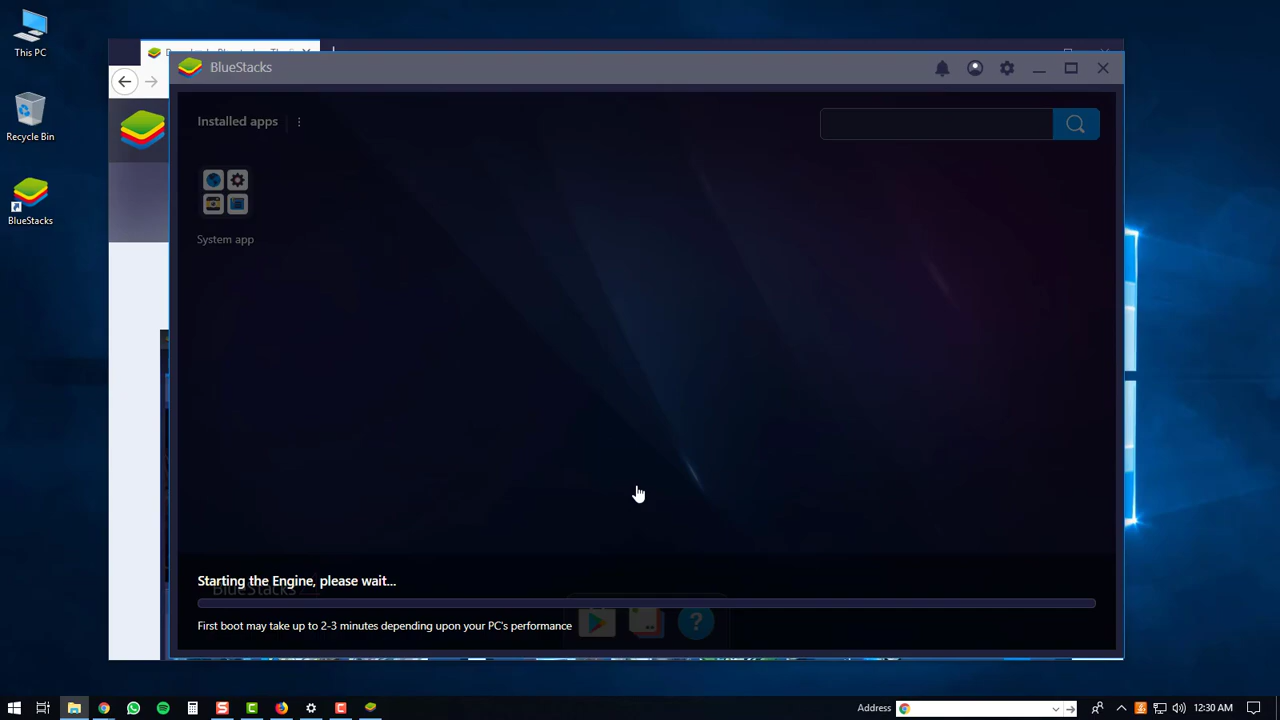 This PC
Recycle Bin
BlueStacks
BlueStacks
Installed apps
System app
Starting the Engine, please wait...
BlueStacks
First boot may take up to 2-3 minutes depending upon your PC's performance
?
Address
12:30 AM